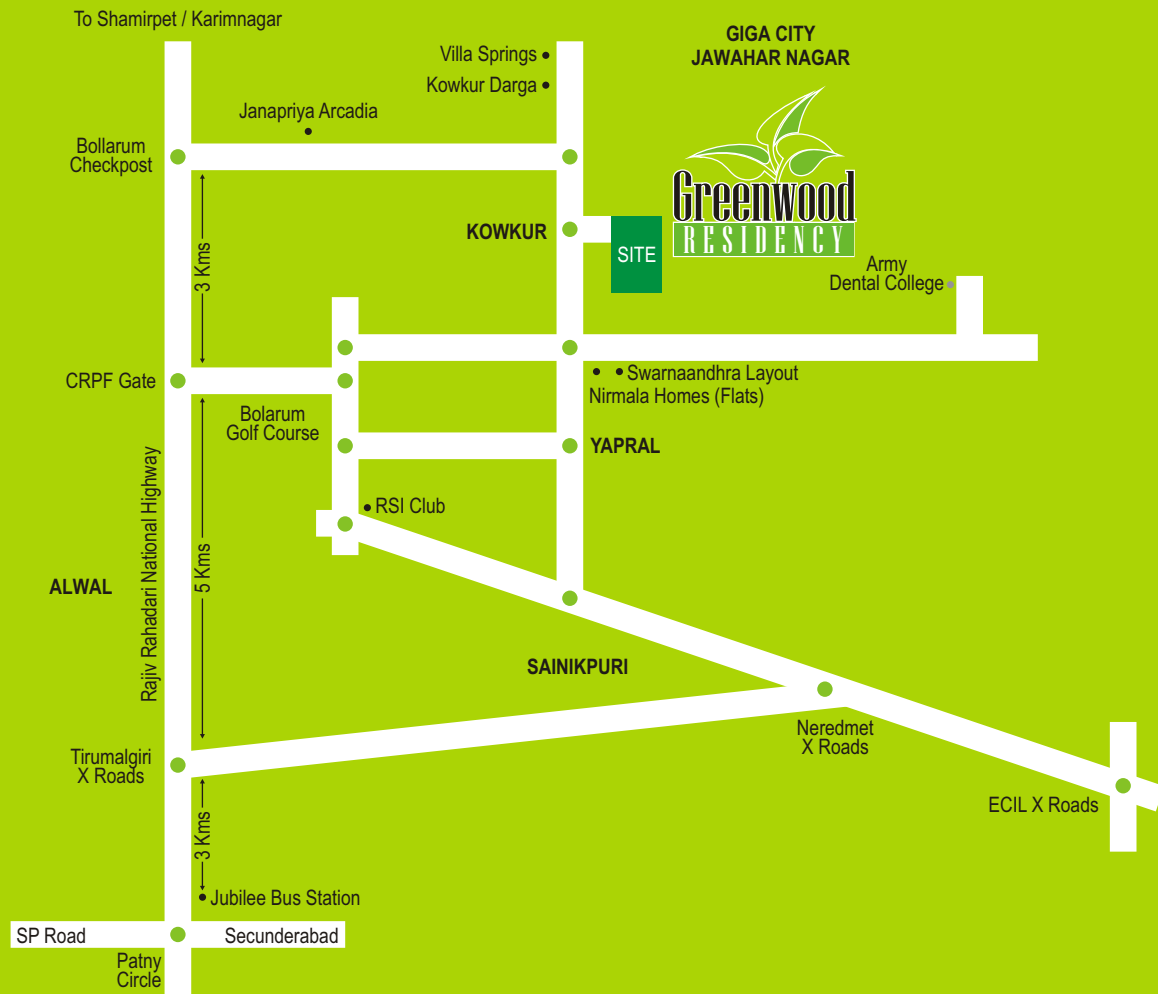 To Shamirpet / Karimnagar
GIGA CITY
JAWAHAR NAGAR
Villa Springs
Kowkur Darga
Janapriya Arcadia
Bollarum
Checkpost
Greenwood
RESIDENCY
KOWKUR
SITE
Army
Dental College
3 Kms
CRPF Gate
Swarnaandhra Layout
Nirmala Homes (Flats)
Bolarum
Golf Course
YAPRAL
RSI Club
Rajiv Rahadari National Highway
5 Kms
ALWAL
SAINIKPURI
Neredmet
X Roads
Tirumalgiri
X Roads
ECIL X Roads
3 Kms
Jubilee Bus Station
SP Road
Secunderabad
Patny
Circle